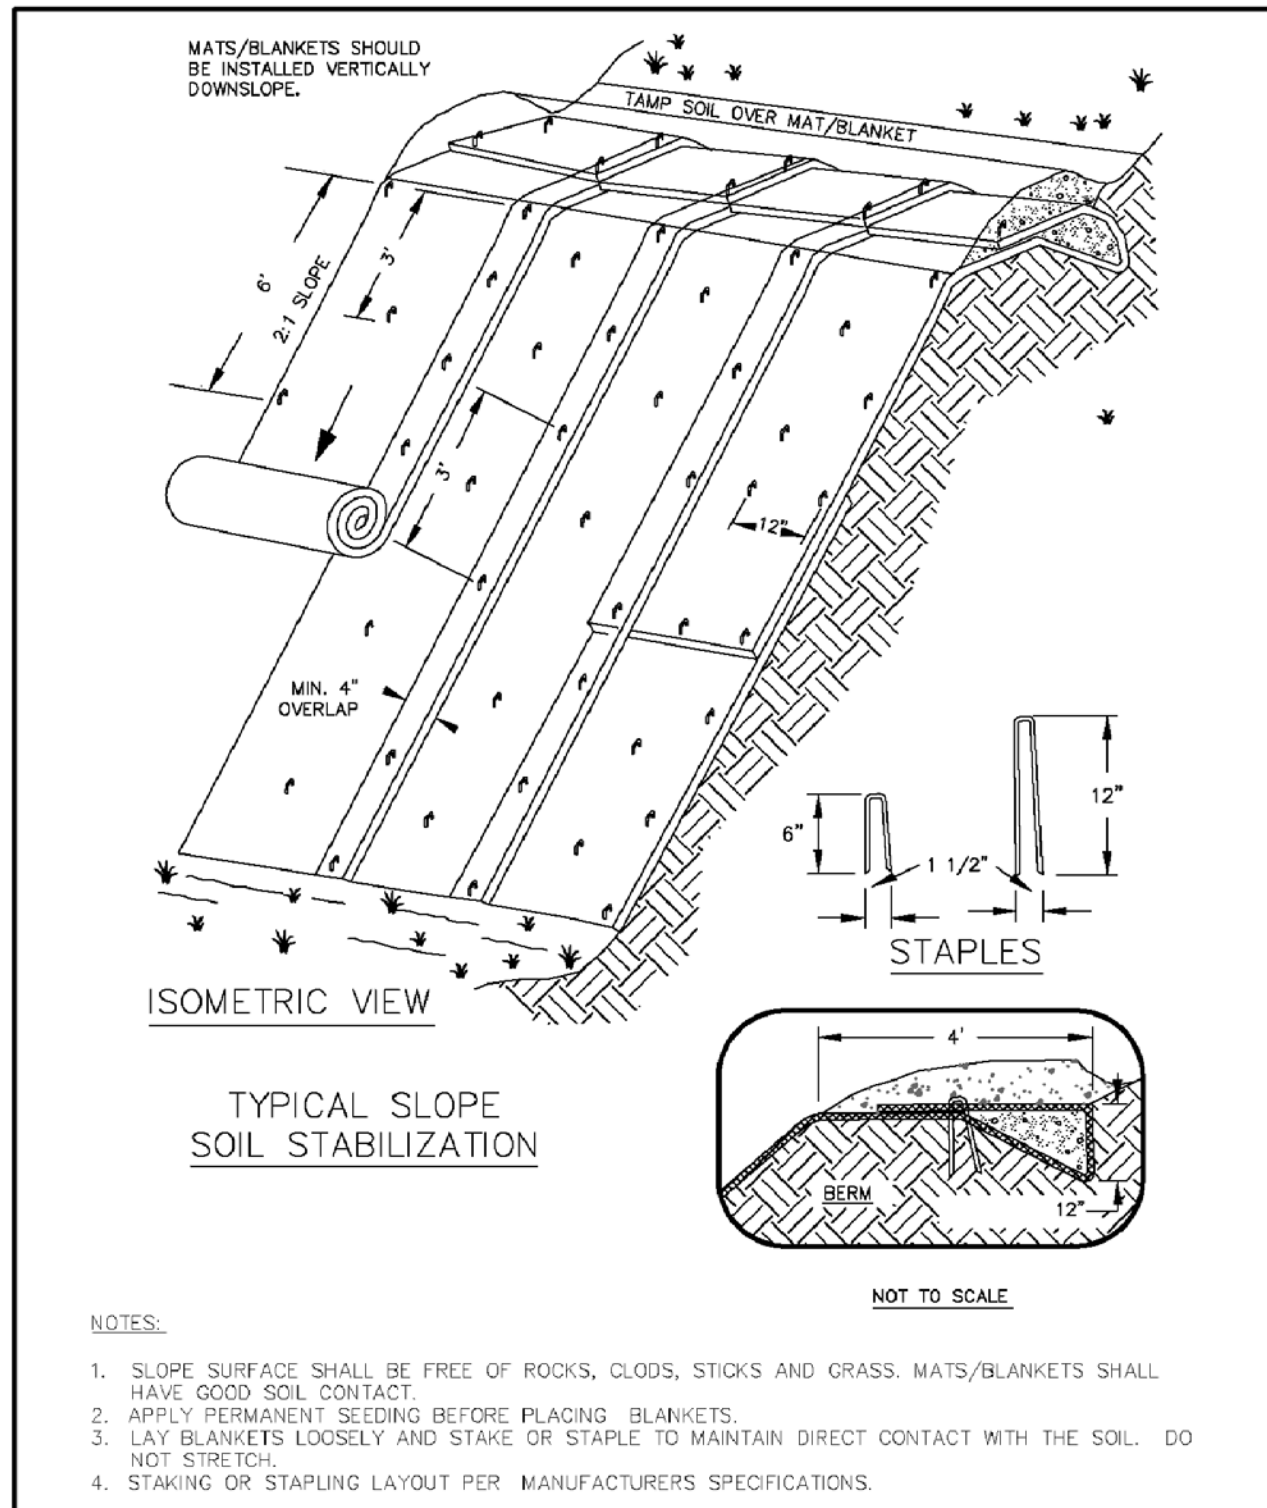 MATS/BLANKETS SHOULD
BE INSTALLED VERTICALLY
DOWNSLOPE.
TAMP SOIL OVER MAT/BLANKET
6'
2:1 SLOPE
3'
3'
12"
MIN. 4"
OVERLAP
6"
1 1/2"
12"
STAPLES
ISOMETRIC VIEW
TYPICAL SLOPE
SOIL STABILIZATION
4'
BERM
12"
NOT TO SCALE
NOTES:
1. SLOPE SURFACE SHALL BE FREE OF ROCKS, CLODS, STICKS AND GRASS. MATS/BLANKETS SHALL
HAVE GOOD SOIL CONTACT.
2. APPLY PERMANENT SEEDING BEFORE PLACING BLANKETS.
3. LAY BLANKETS LOOSELY AND STAKE OR STAPLE TO MAINTAIN DIRECT CONTACT WITH THE SOIL. DO
NOT STRETCH.
4. STAKING OR STAPLING LAYOUT PER MANUFACTURERS SPECIFICATIONS.